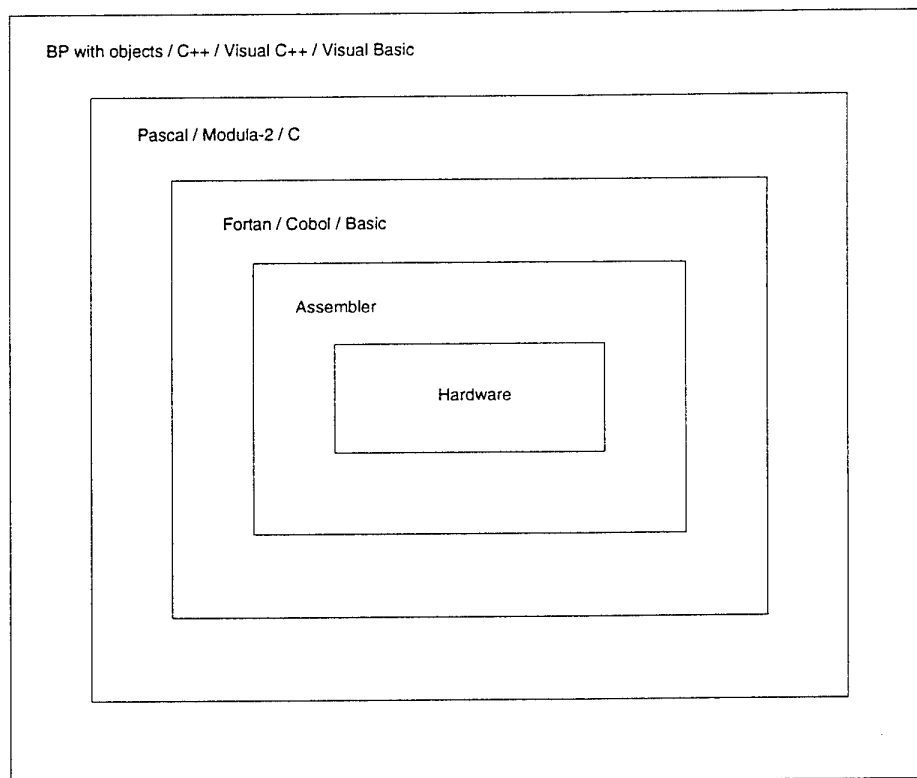 BP with objects / C++ / Visual C++ / Visual Basic
Pascal / Modula-2 / C
Fortan / Cobol / Basic
Assembler
Hardware